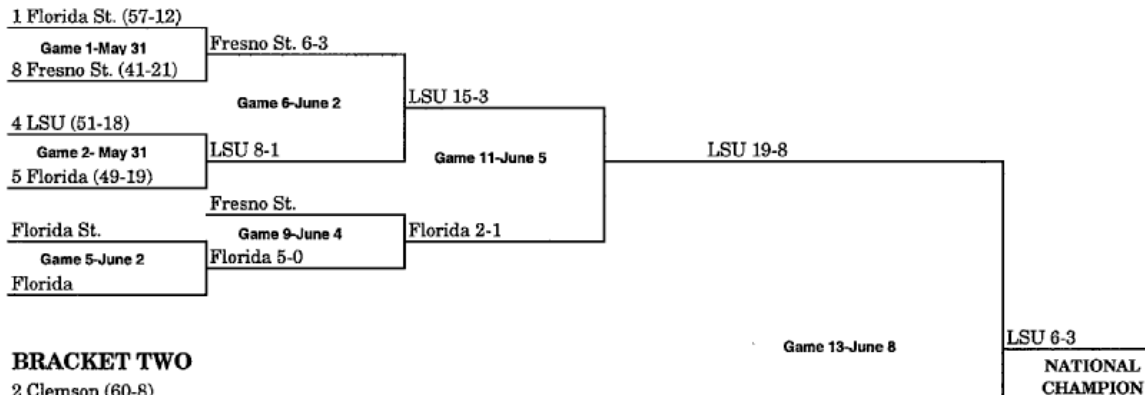 1 Florida St. (57-12)
Game 1-May 31
Fresno St. 6-3
8 Fresno St. (41-21)
Game 6-June 2
LSU 15-3
4 LSU (51-18)
Game 2- May 31
LSU 8-1
Game 11-June 5
LSU 19-8
5 Florida (49-19)
Fresno St.
Florida St.
Game 9-June 4
Florida 2-1
Game 5-June 2
Florida 5-0
Florida
Game 13-June 8
LSU 6-3
BRACKET TWO
NATIONAL
CHAMPION
2 Clemson (60-8)